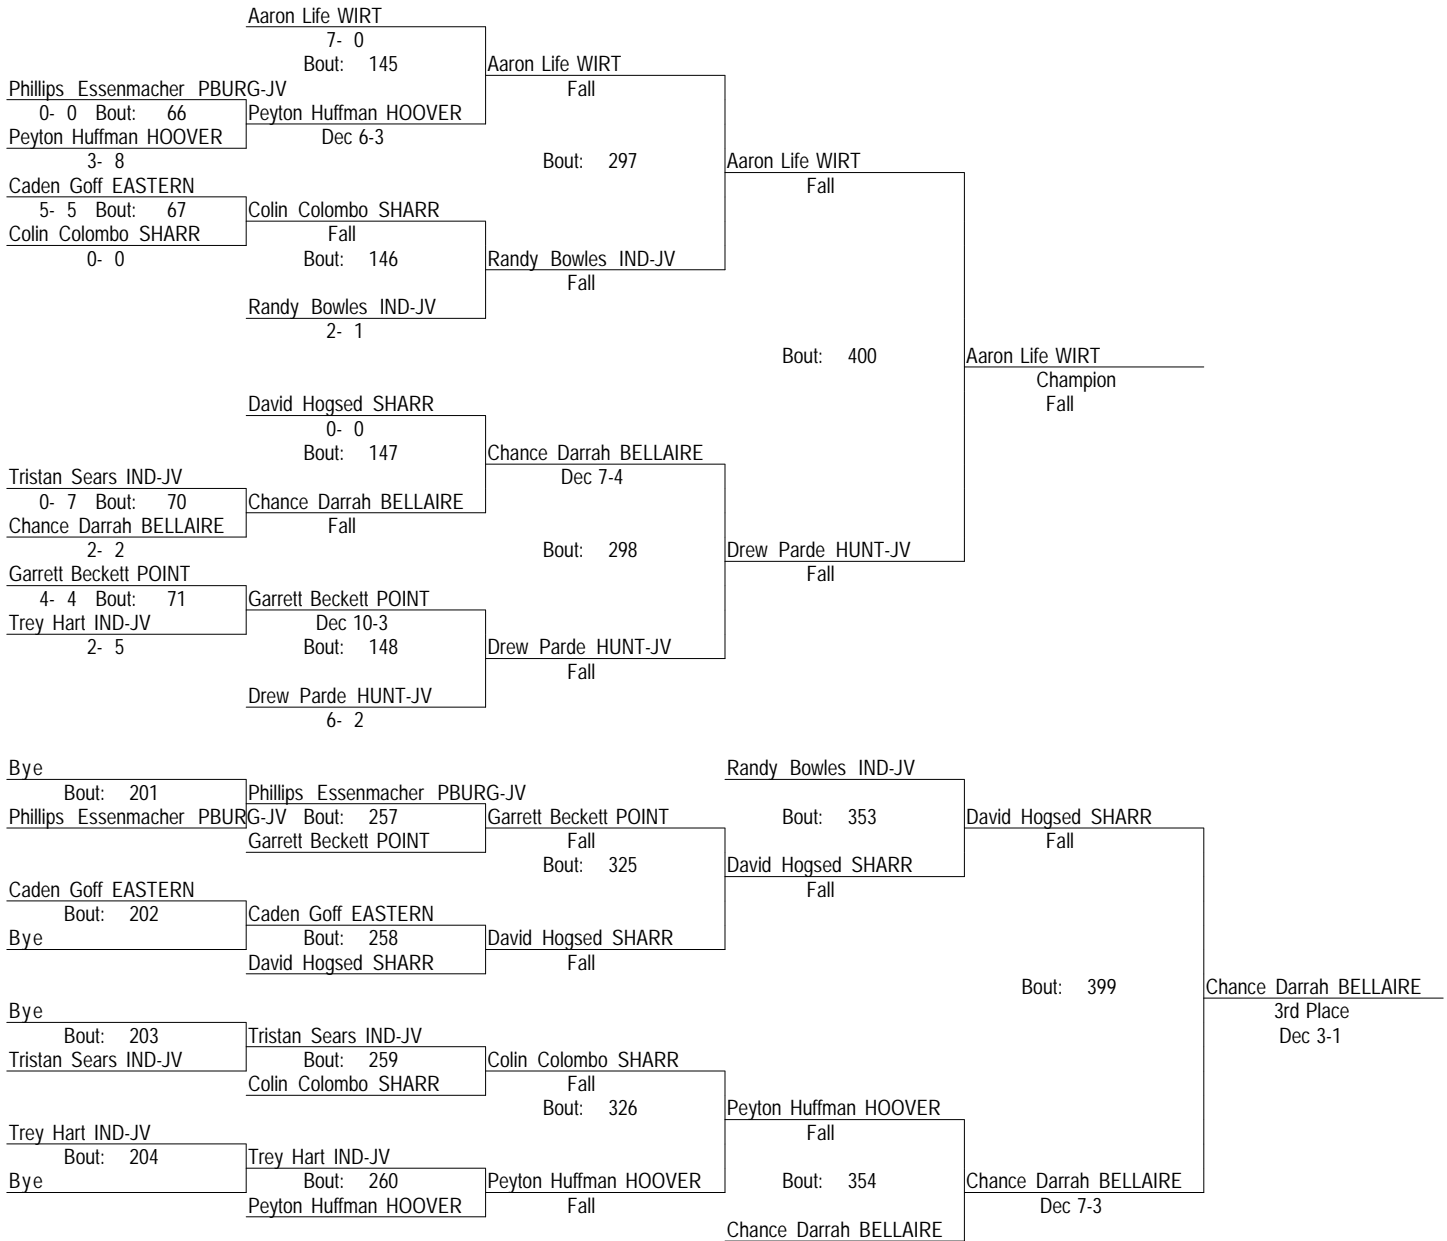 Aaron Life WIRT
7- 0
Bout: 145
Aaron Life WIRT
Fall
Phillips Essenmacher PBURG-JV
0- 0 Bout: 66
Peyton Huffman HOOVER
Peyton Huffman HOOVER
Dec 6-3
3- 8
Bout: 297
Aaron Life WIRT
Fall
Caden Goff EASTERN
5- 5 Bout: 67
Colin Colombo SHARR
Colin Colombo SHARR
Fall
0- 0
Bout: 146
Randy Bowles IND-JV
Fall
Randy Bowles IND-JV
2- 1
Bout: 400
Aaron Life WIRT
Champion
Fall
David Hogsed SHARR
0- 0
Bout: 147
Chance Darrah BELLAIRE
Dec 7-4
Tristan Sears IND-JV
0- 7 Bout: 70
Chance Darrah BELLAIRE
Chance Darrah BELLAIRE
Fall
2- 2
Bout: 298
Drew Parde HUNT-JV
Fall
Garrett Beckett POINT
4- 4 Bout: 71
Garrett Beckett POINT
Trey Hart IND-JV
Dec 10-3
2- 5
Bout: 148
Drew Parde HUNT-JV
Fall
Drew Parde HUNT-JV
6- 2
Bye
Bout: 201
Phillips Essenmacher PBURG-JV
Phillips Essenmacher PBURG-JV
Bout: 257
Garrett Beckett POINT
Garrett Beckett POINT
Fall
Bout: 325
Randy Bowles IND-JV
Bout: 353
David Hogsed SHARR
Fall
David Hogsed SHARR
Fall
Caden Goff EASTERN
Bout: 202
Bye
Caden Goff EASTERN
Bout: 258
David Hogsed SHARR
David Hogsed SHARR
Fall
Bout: 399
Chance Darrah BELLAIRE
3rd Place
Dec 3-1
Bye
Bout: 203
Tristan Sears IND-JV
Tristan Sears IND-JV
Bout: 259
Colin Colombo SHARR
Colin Colombo SHARR
Fall
Bout: 326
Peyton Huffman HOOVER
Fall
Trey Hart IND-JV
Bout: 204
Bye
Trey Hart IND-JV
Bout: 260
Peyton Huffman HOOVER
Peyton Huffman HOOVER
Fall
Bout: 354
Chance Darrah BELLAIRE
Dec 7-3
Chance Darrah BELLAIRE